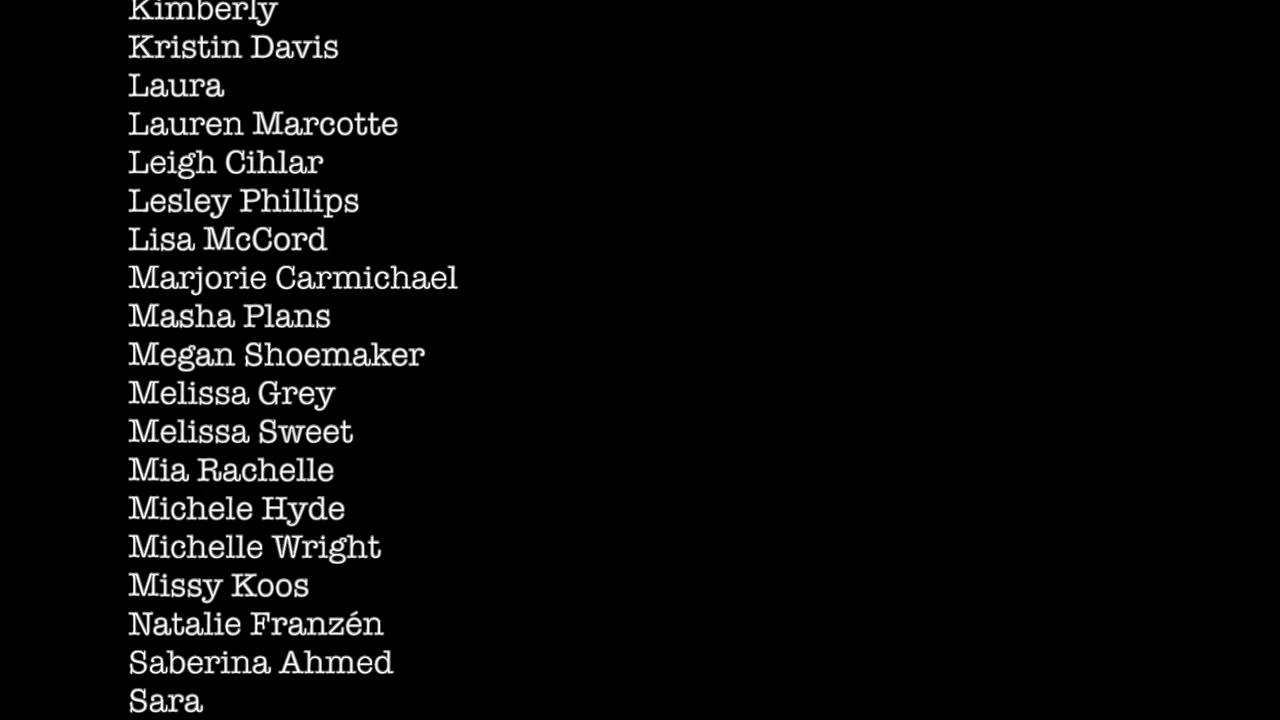 Kimberly
Kristin Davis
Laura
Lauren Marcotte
Leigh Cihlar
Lesley Phillips
Lisa McCord
Marjorie Carmichael
Masha Plans
Megan Shoemaker
Melissa Grey
Melissa Sweet
Mia Rachelle
Michele Hyde
Michelle Wright
Missy Koos
Natalie Franzén
Saberina Ahmed
Sara